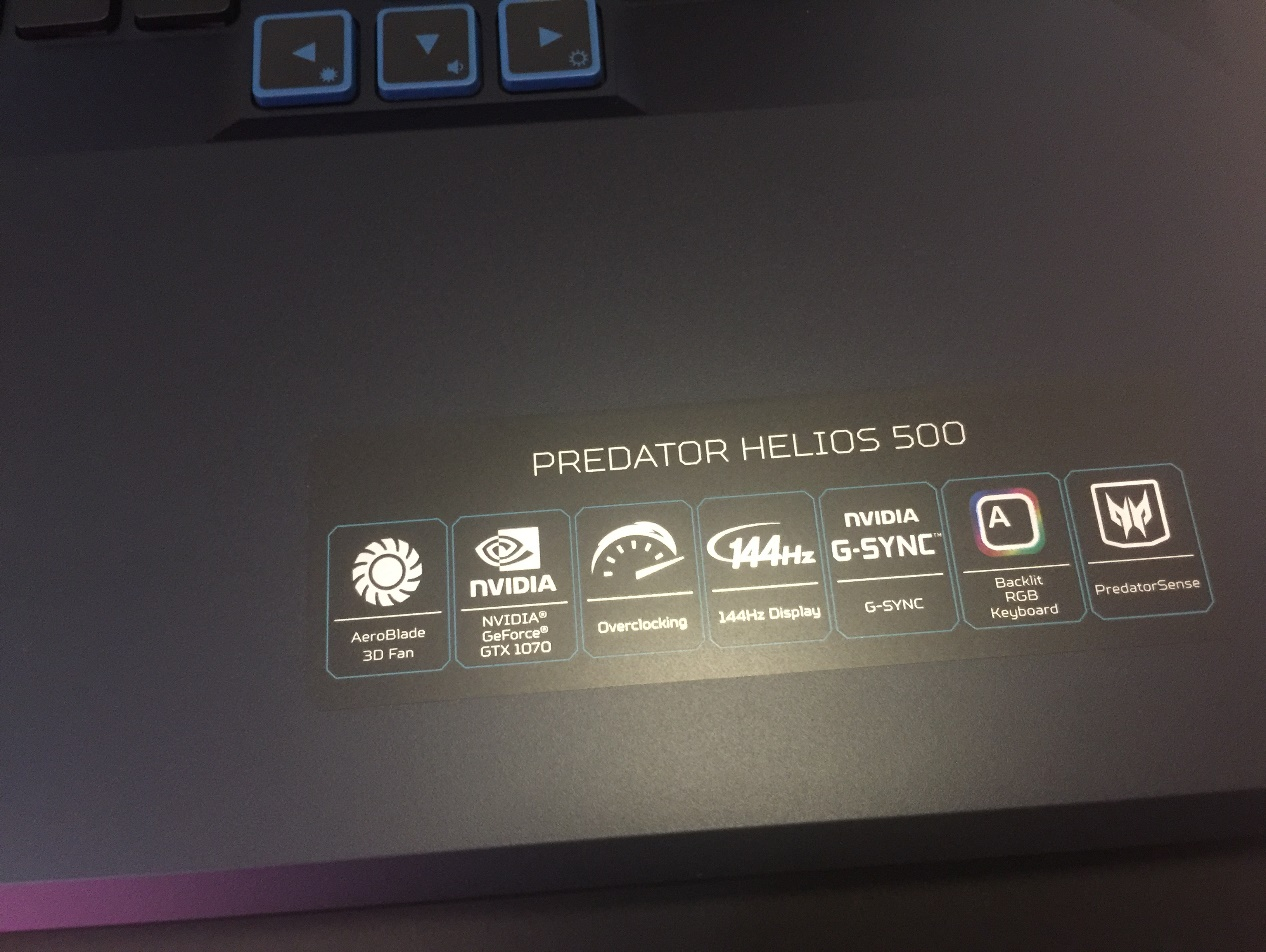 PREDATOR HELIOS 500
AeroBlade
3D Fan
NVIDIA
NVIDIA®
GeForce®
GTX 1070
Overclocking
144Hz
144Hz Display
NVIDIA
G-SYNC™
G-SYNC
A
Backlit
RGB
Keyboard
PredatorSense